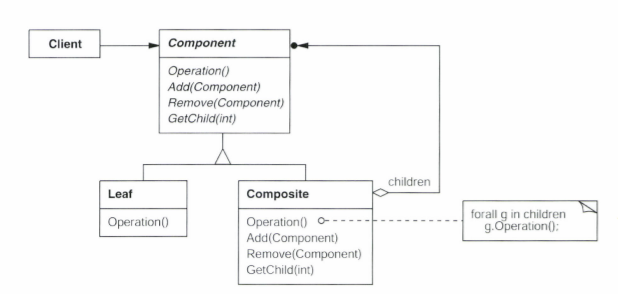 Client
Component
Operation()
Add(Component)
Remove(Component)
GetChild(int)
children
Leaf
Operation()
Composite
Operation()
Add(Component)
Remove(Component)
GetChild(int)
forall g in children
g.Operation();